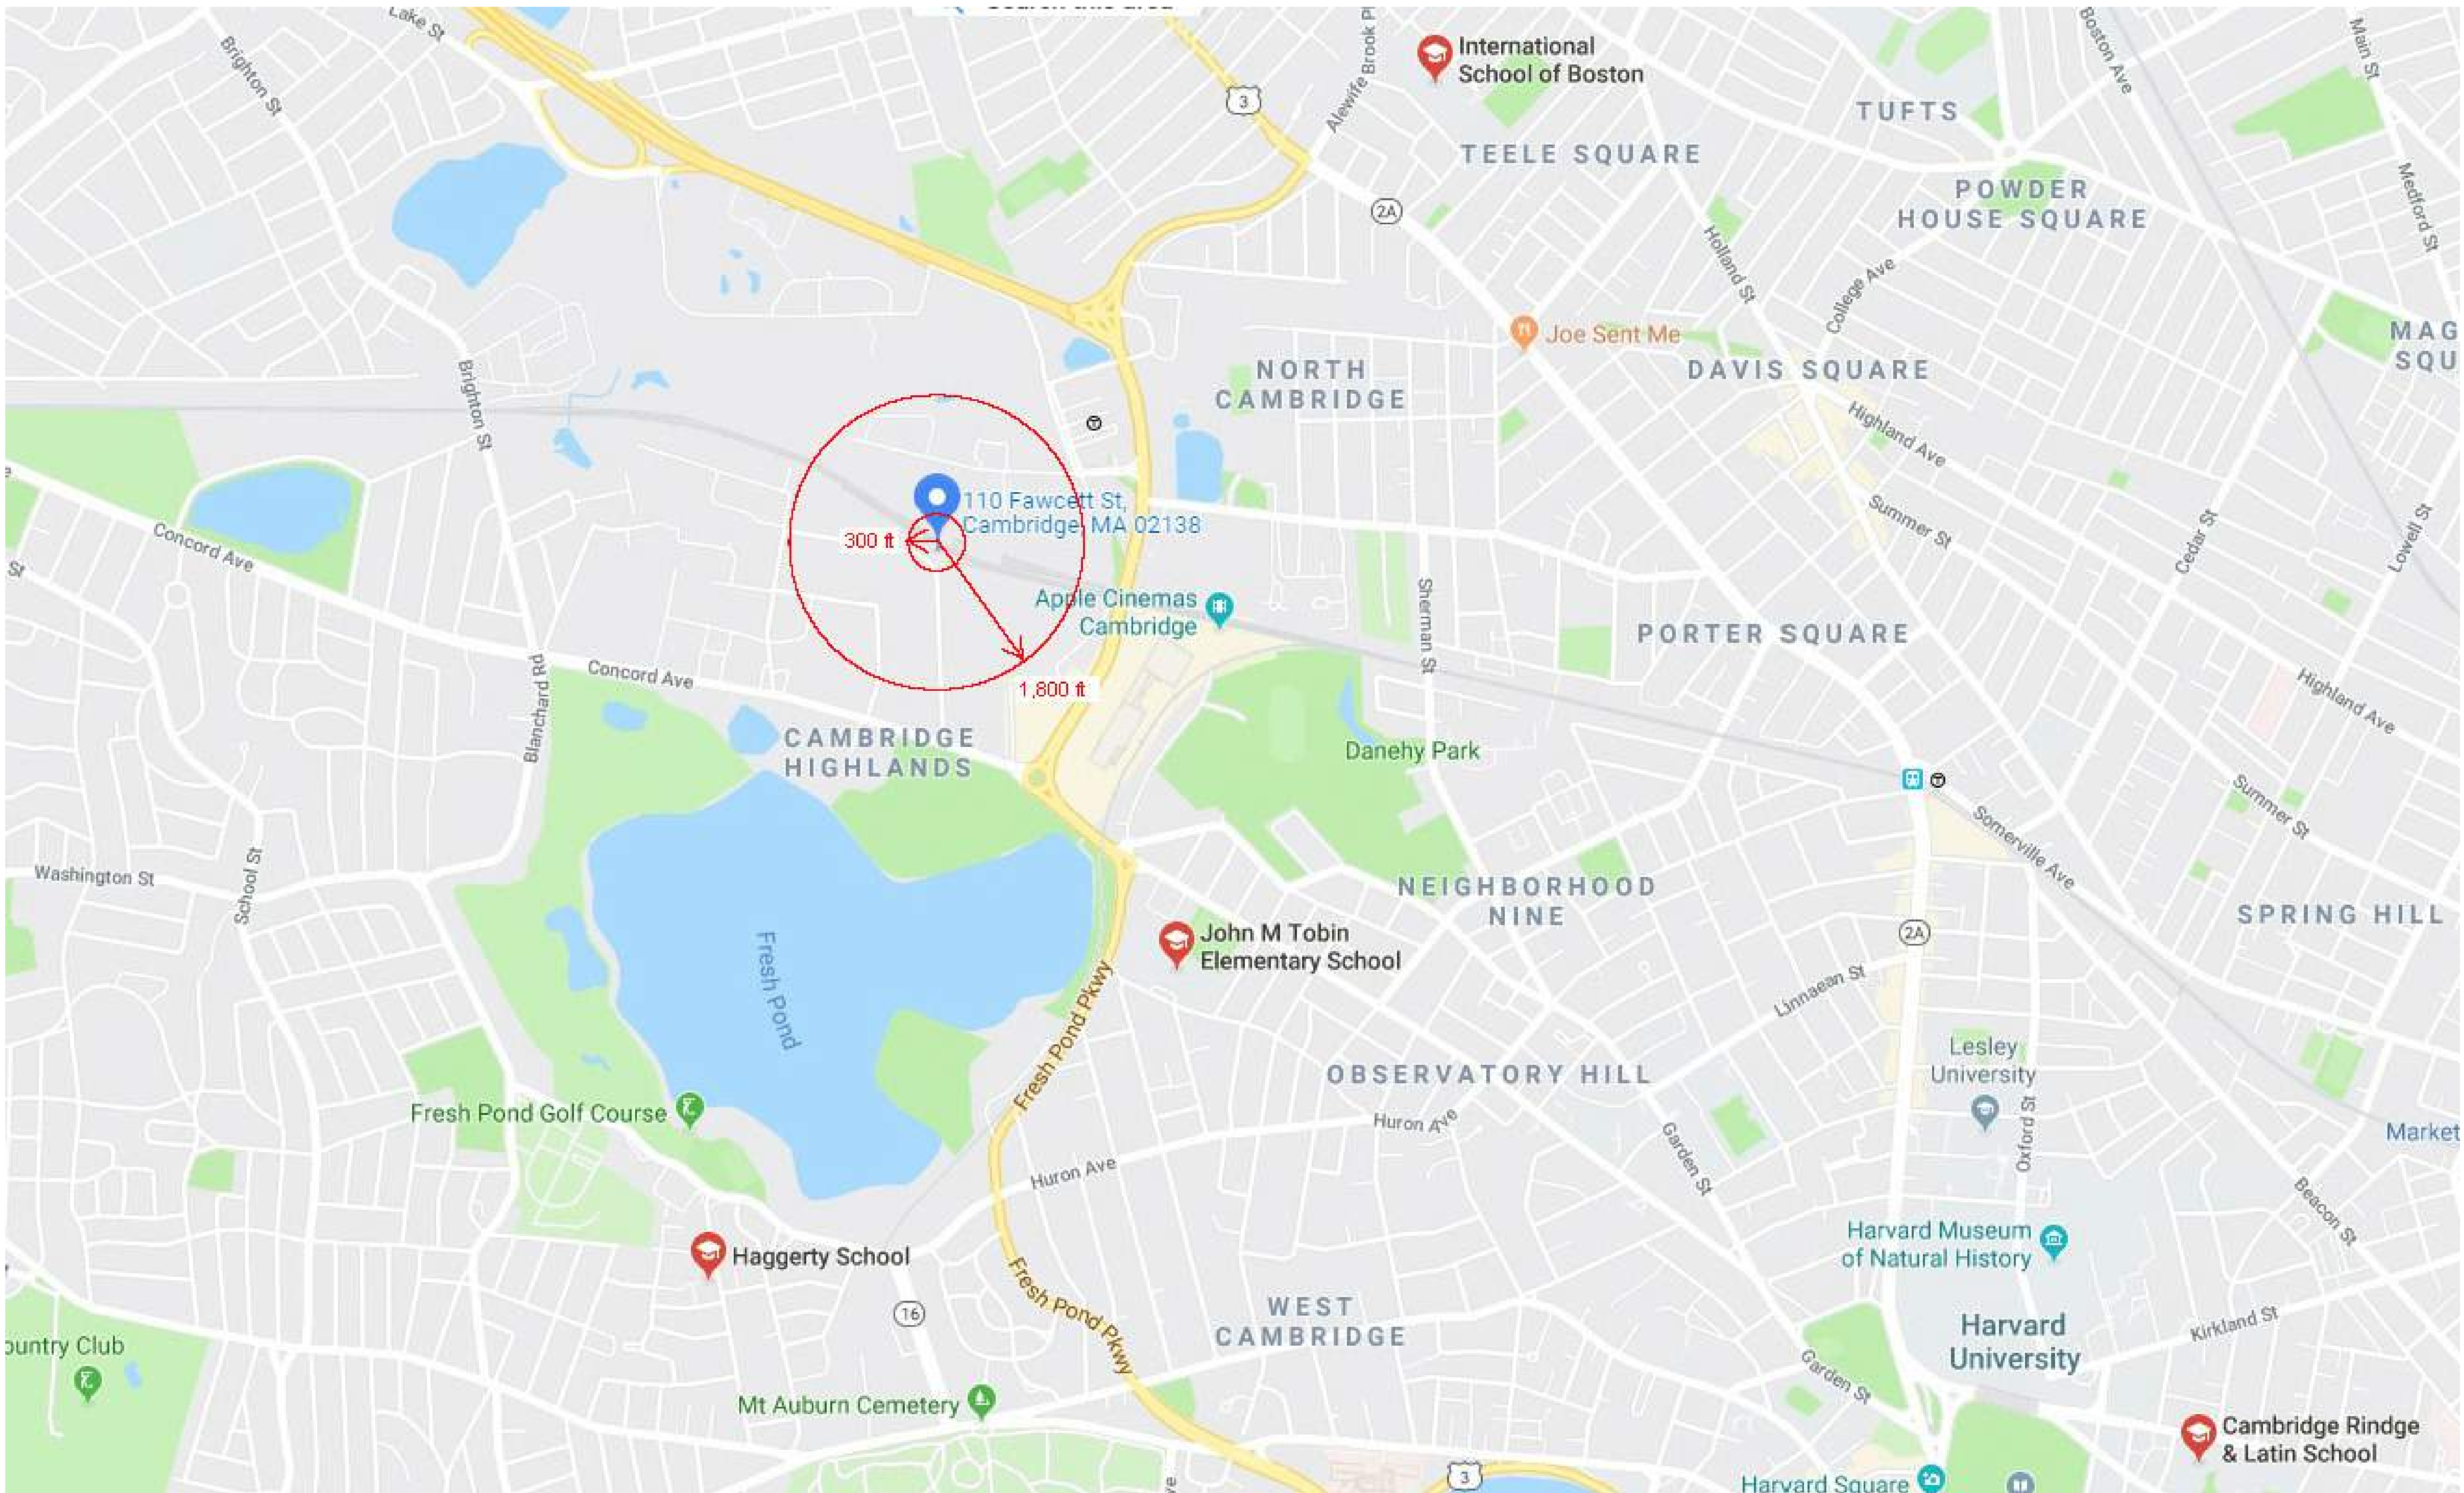 Lake St
Brighton St
3
Alewife Brook P
International
School of Boston
Boston Ave
Main St
TUFTS
TEELE SQUARE
POWDER
HOUSE SQUARE
Medford St
2A
Holland St
College Ave
Joe Sent Me
MAG
SQU
NORTH
CAMBRIDGE
DAVIS SQUARE
Brighton St
Highland Ave
110 Fawcett St,
Cambridge, MA 02138
300 ft
Concord Ave
St
Summer St
Cedar St
Lowell St
Apple Cinemas
Cambridge
Sherman St
PORTER SQUARE
Concord Ave
1,800 ft
Blanchard Rd
Highland Ave
CAMBRIDGE
HIGHLANDS
Danehy Park
Summer St
Somerville Ave
Washington St
School St
NEIGHBORHOOD
NINE
SPRING HILL
2A
John M Tobin
Elementary School
Fresh Pond
Fresh Pond Pkwy
Linnaean St
Lesley
University
OBSERVATORY HILL
Fresh Pond Golf Course
Huron Ave
Garden St
Oxford St
Market
Huron Ave
Beacon St
Haggerty School
Harvard Museum
of Natural History
16
Fresh Pond Pkwy
WEST
CAMBRIDGE
Harvard
University
Kirkland St
ountry Club
Garden St
Mt Auburn Cemetery
Cambridge Rindge
& Latin School
3
Harvard Square